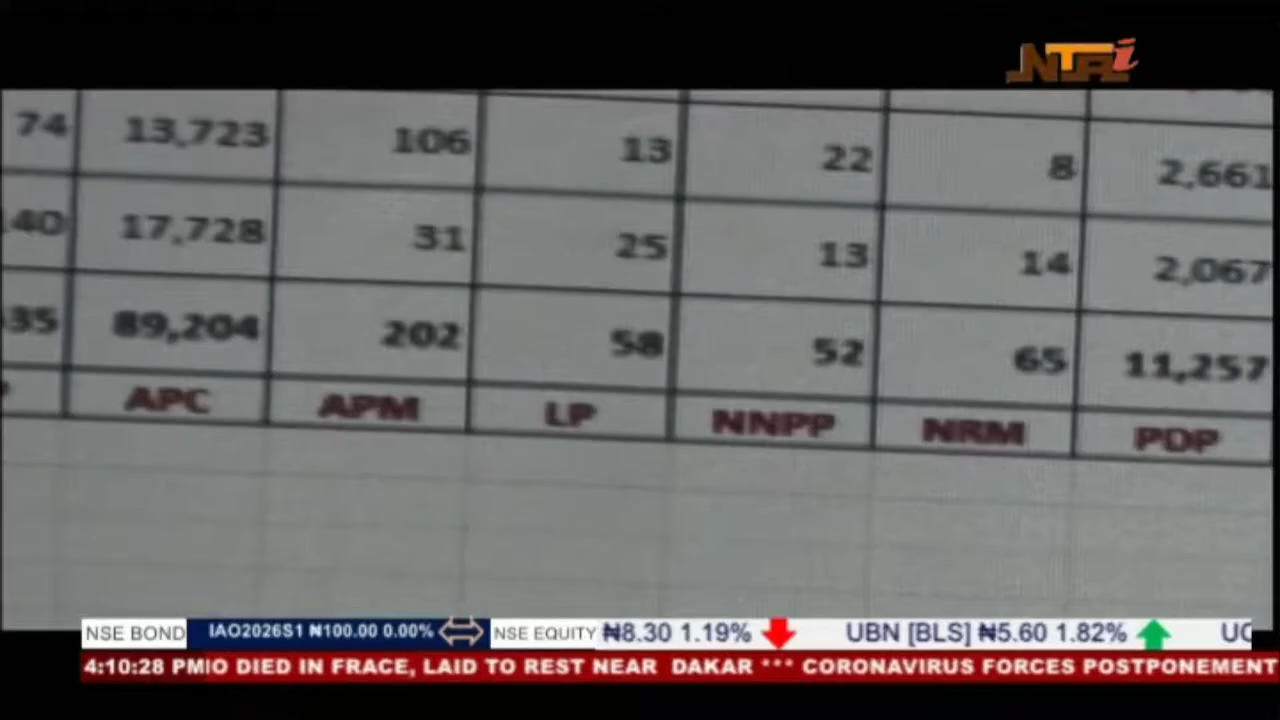 NTAi
74 13,723 106 13 22 8 2,661
140 17,728 31 25 13 14 2,067
35 89,204 202 58 52 65 11,257
APC APM LP NNPP NRM PDP
NSE BOND IAO2026S1 ₦100.00 0.00% NSE EQUITY ₦8.30 1.19% UBN [BLS] ₦5.60 1.82%
4:10:28 PM IO DIED IN FRACE, LAID TO REST NEAR DAKAR *** CORONAVIRUS FORCES POSTPONEMENT